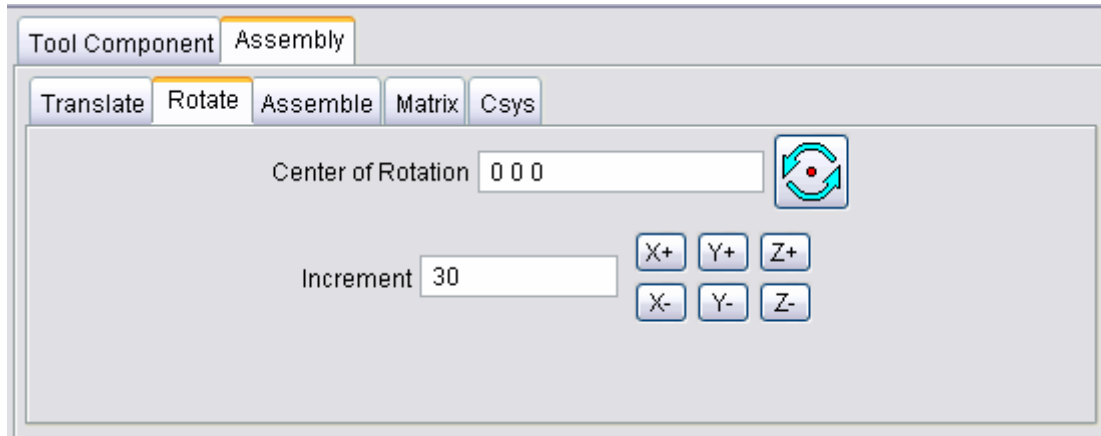 Tool Component Assembly
Translate Rotate Assemble Matrix Csys
Center of Rotation 0 0 0
Increment 30
X+ Y+ Z+
X- Y- Z-